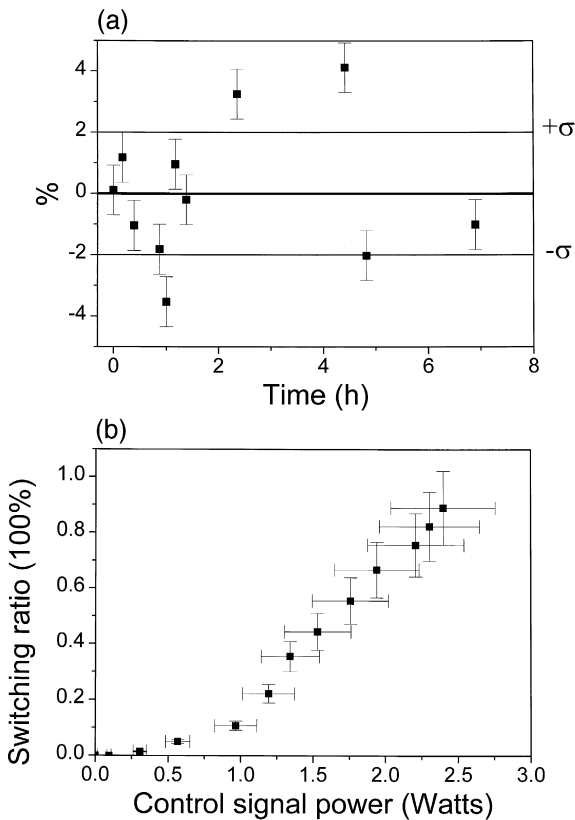 (a)
4
2
0
-2
-4
%
+σ
-σ
0 2 4 6 8
Time (h)
(b)
1.0
0.8
0.6
0.4
0.2
0.0
Switching ratio (100%)
0.0 0.5 1.0 1.5 2.0 2.5 3.0
Control signal power (Watts)